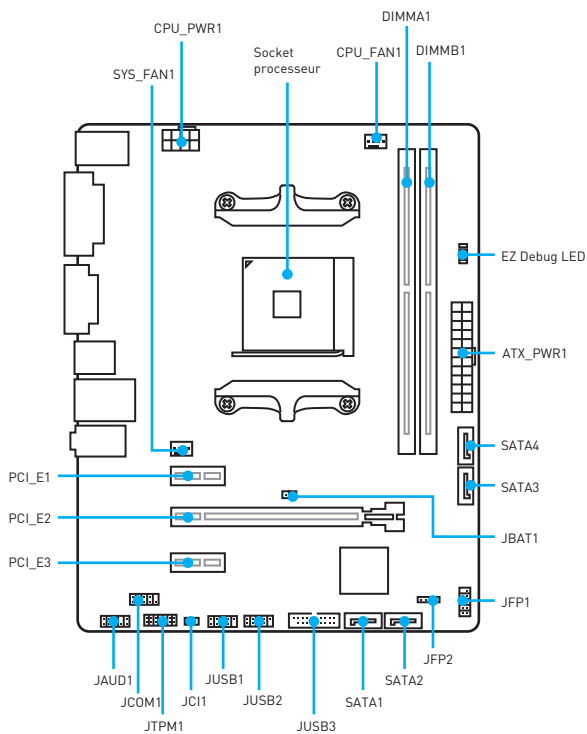 DIMMA1
CPU_PWR1
Socket
processeur
CPU_FAN1
DIMMB1
SYS_FAN1
EZ Debug LED
ATX_PWR1
SATA4
PCI_E1
SATA3
PCI_E2
JBAT1
PCI_E3
JFP1
JFP2
JAUD1
JCOM1
JTPM1
JCI1
JUSB1
JUSB2
JUSB3
SATA1
SATA2